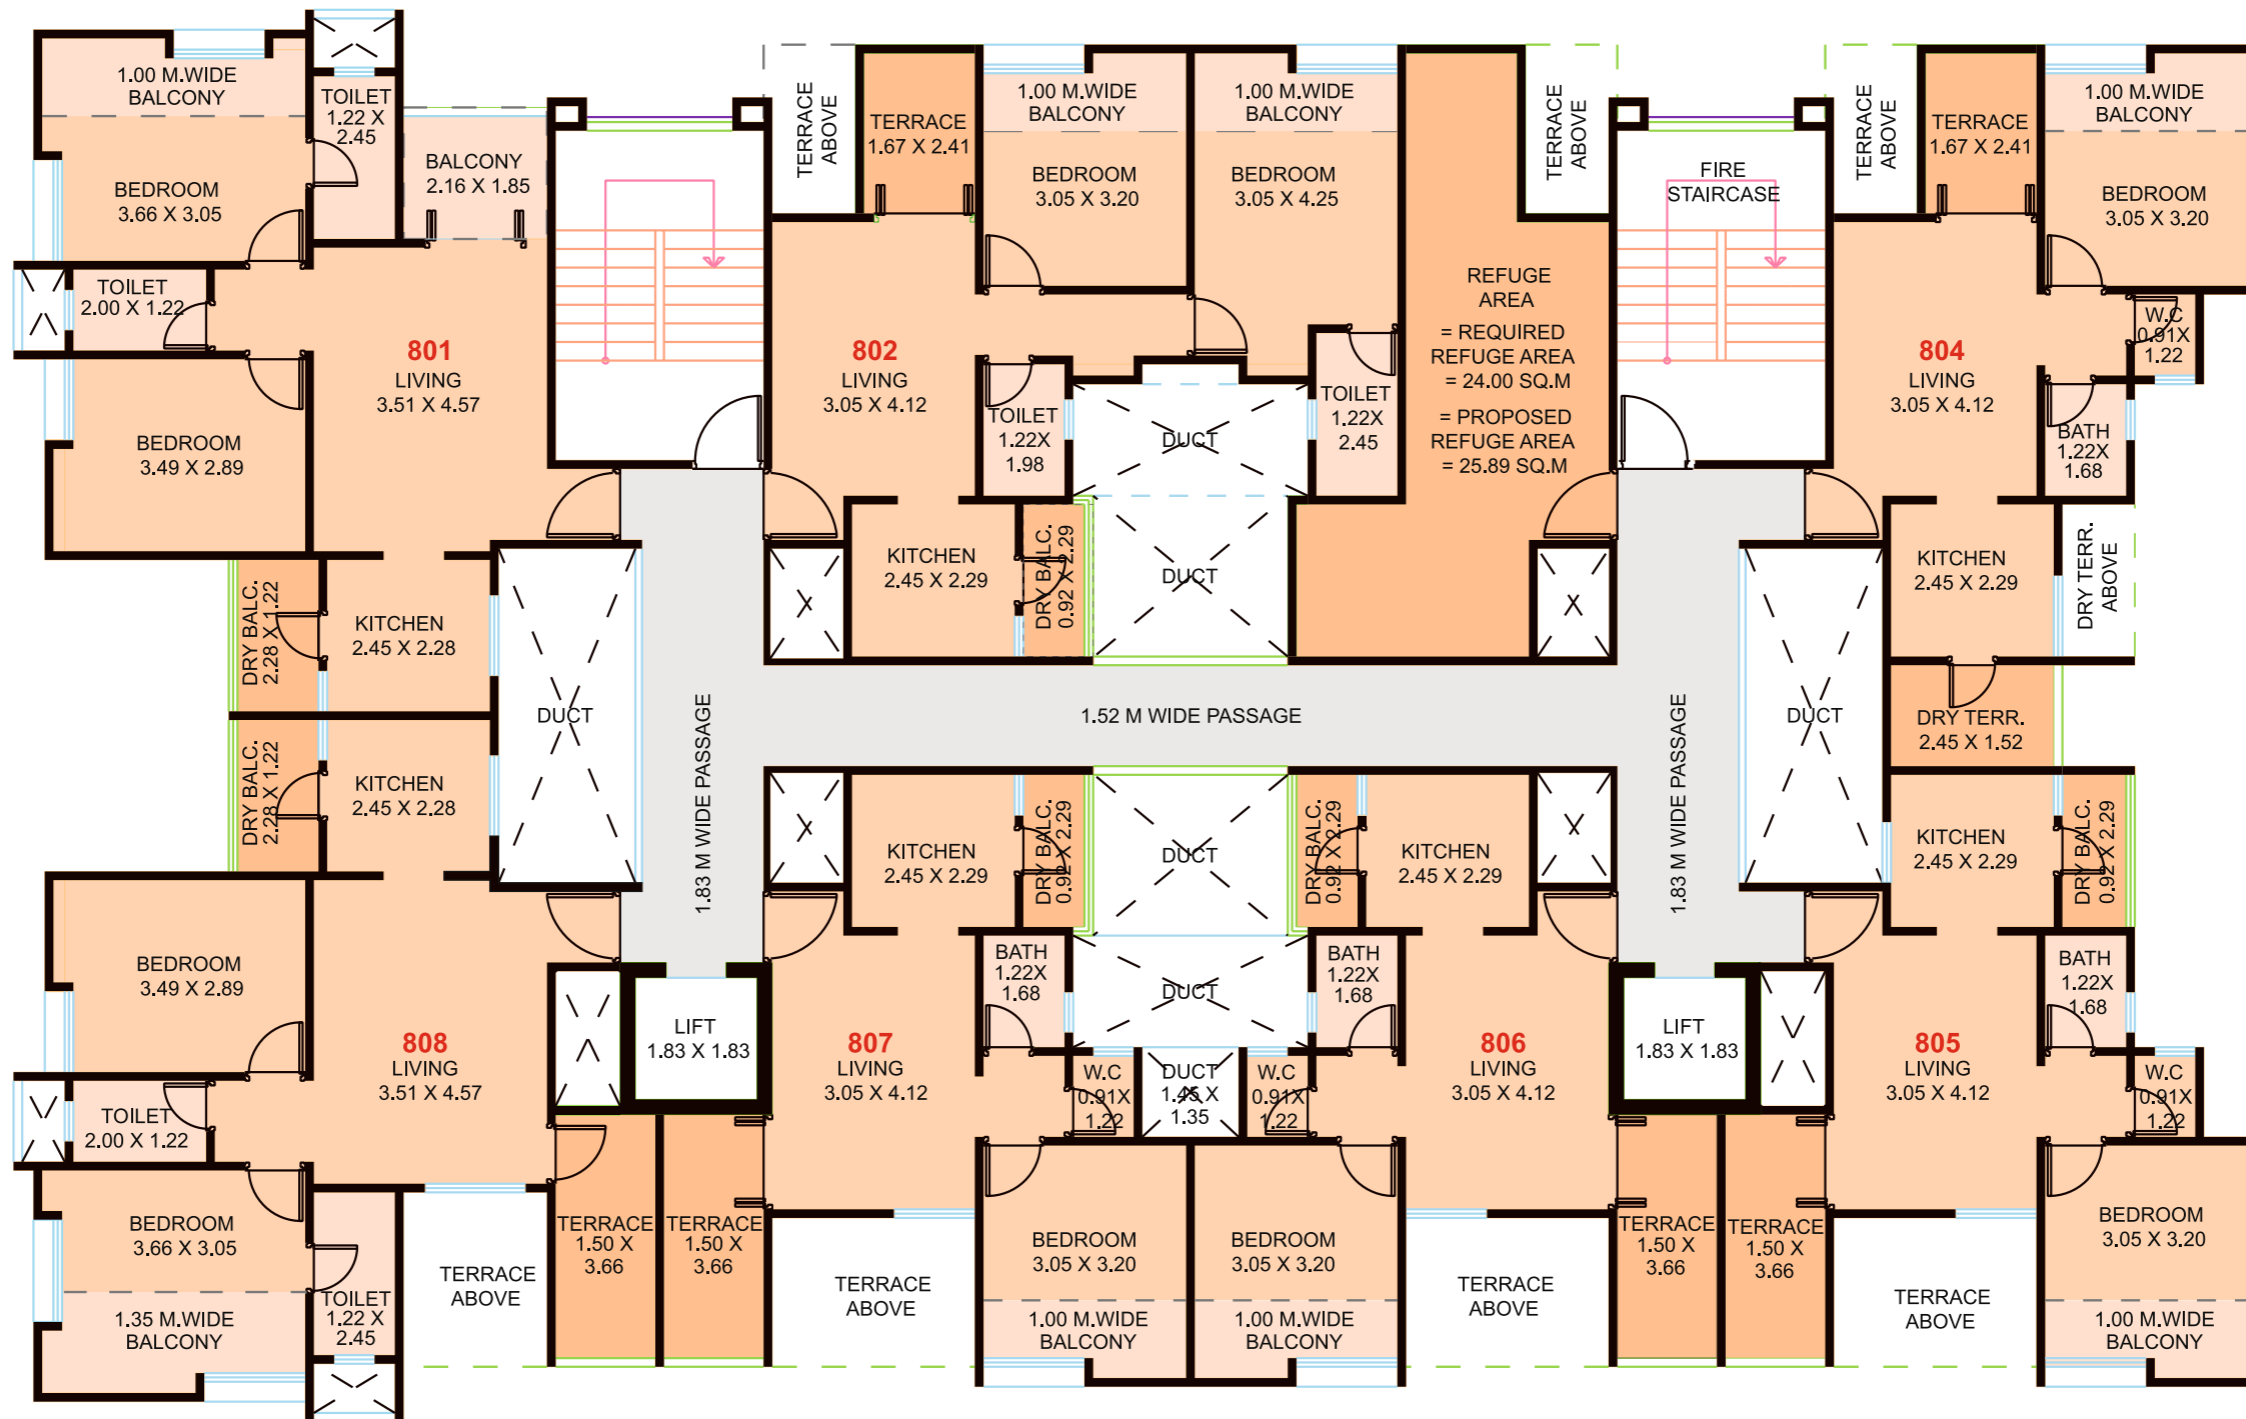 1.00 M.WIDE
BALCONY
BEDROOM
3.66 X 3.05
TOILET
1.22 X
2.45
BALCONY
2.16 X 1.85
TOILET
2.00 X 1.22
801
LIVING
3.51 X 4.57
BEDROOM
3.49 X 2.89
DRY BALC.
2.28 X 1.22
KITCHEN
2.45 X 2.28
TERRACE
ABOVE
TERRACE
1.67 X 2.41
1.00 M.WIDE
BALCONY
BEDROOM
3.05 X 3.20
1.00 M.WIDE
BALCONY
BEDROOM
3.05 X 4.25
802
LIVING
3.05 X 4.12
TOILET
1.22X
1.98
TOILET
1.22X
2.45
DUCT
KITCHEN
2.45 X 2.29
DRY BALC.
0.92 X 2.29
DUCT
REFUGE
AREA
= REQUIRED
REFUGE AREA
= 24.00 SQ.M
= PROPOSED
REFUGE AREA
= 25.89 SQ.M
TERRACE
ABOVE
FIRE
STAIRCASE
TERRACE
ABOVE
TERRACE
1.67 X 2.41
1.00 M.WIDE
BALCONY
BEDROOM
3.05 X 3.20
804
LIVING
3.05 X 4.12
W.C
0.91X
1.22
BATH
1.22X
1.68
KITCHEN
2.45 X 2.29
DRY TERR.
ABOVE
DRY TERR.
2.45 X 1.52
DUCT
1.83 M WIDE PASSAGE
1.52 M WIDE PASSAGE
1.83 M WIDE PASSAGE
DUCT
DRY BALC.
2.28 X 1.22
KITCHEN
2.45 X 2.28
BEDROOM
3.49 X 2.89
808
LIVING
3.51 X 4.57
TOILET
2.00 X 1.22
BEDROOM
3.66 X 3.05
1.35 M.WIDE
BALCONY
TOILET
1.22 X
2.45
TERRACE
ABOVE
LIFT
1.83 X 1.83
TERRACE
1.50 X
3.66
TERRACE
1.50 X
3.66
KITCHEN
2.45 X 2.29
DRY BALC.
0.92 X 2.29
DUCT
BATH
1.22X
1.68
DUCT
807
LIVING
3.05 X 4.12
W.C
0.91X
1.22
DUCT
1.45 X
1.35
TERRACE
ABOVE
BEDROOM
3.05 X 3.20
1.00 M.WIDE
BALCONY
DRY BALC.
0.92 X 2.29
KITCHEN
2.45 X 2.29
BATH
1.22X
1.68
806
LIVING
3.05 X 4.12
W.C
0.91X
1.22
BEDROOM
3.05 X 3.20
1.00 M.WIDE
BALCONY
TERRACE
ABOVE
LIFT
1.83 X 1.83
TERRACE
1.50 X
3.66
TERRACE
1.50 X
3.66
KITCHEN
2.45 X 2.29
DRY BALC.
0.92 X 2.29
BATH
1.22X
1.68
805
LIVING
3.05 X 4.12
W.C
0.91X
1.22
TERRACE
ABOVE
BEDROOM
3.05 X 3.20
1.00 M.WIDE
BALCONY